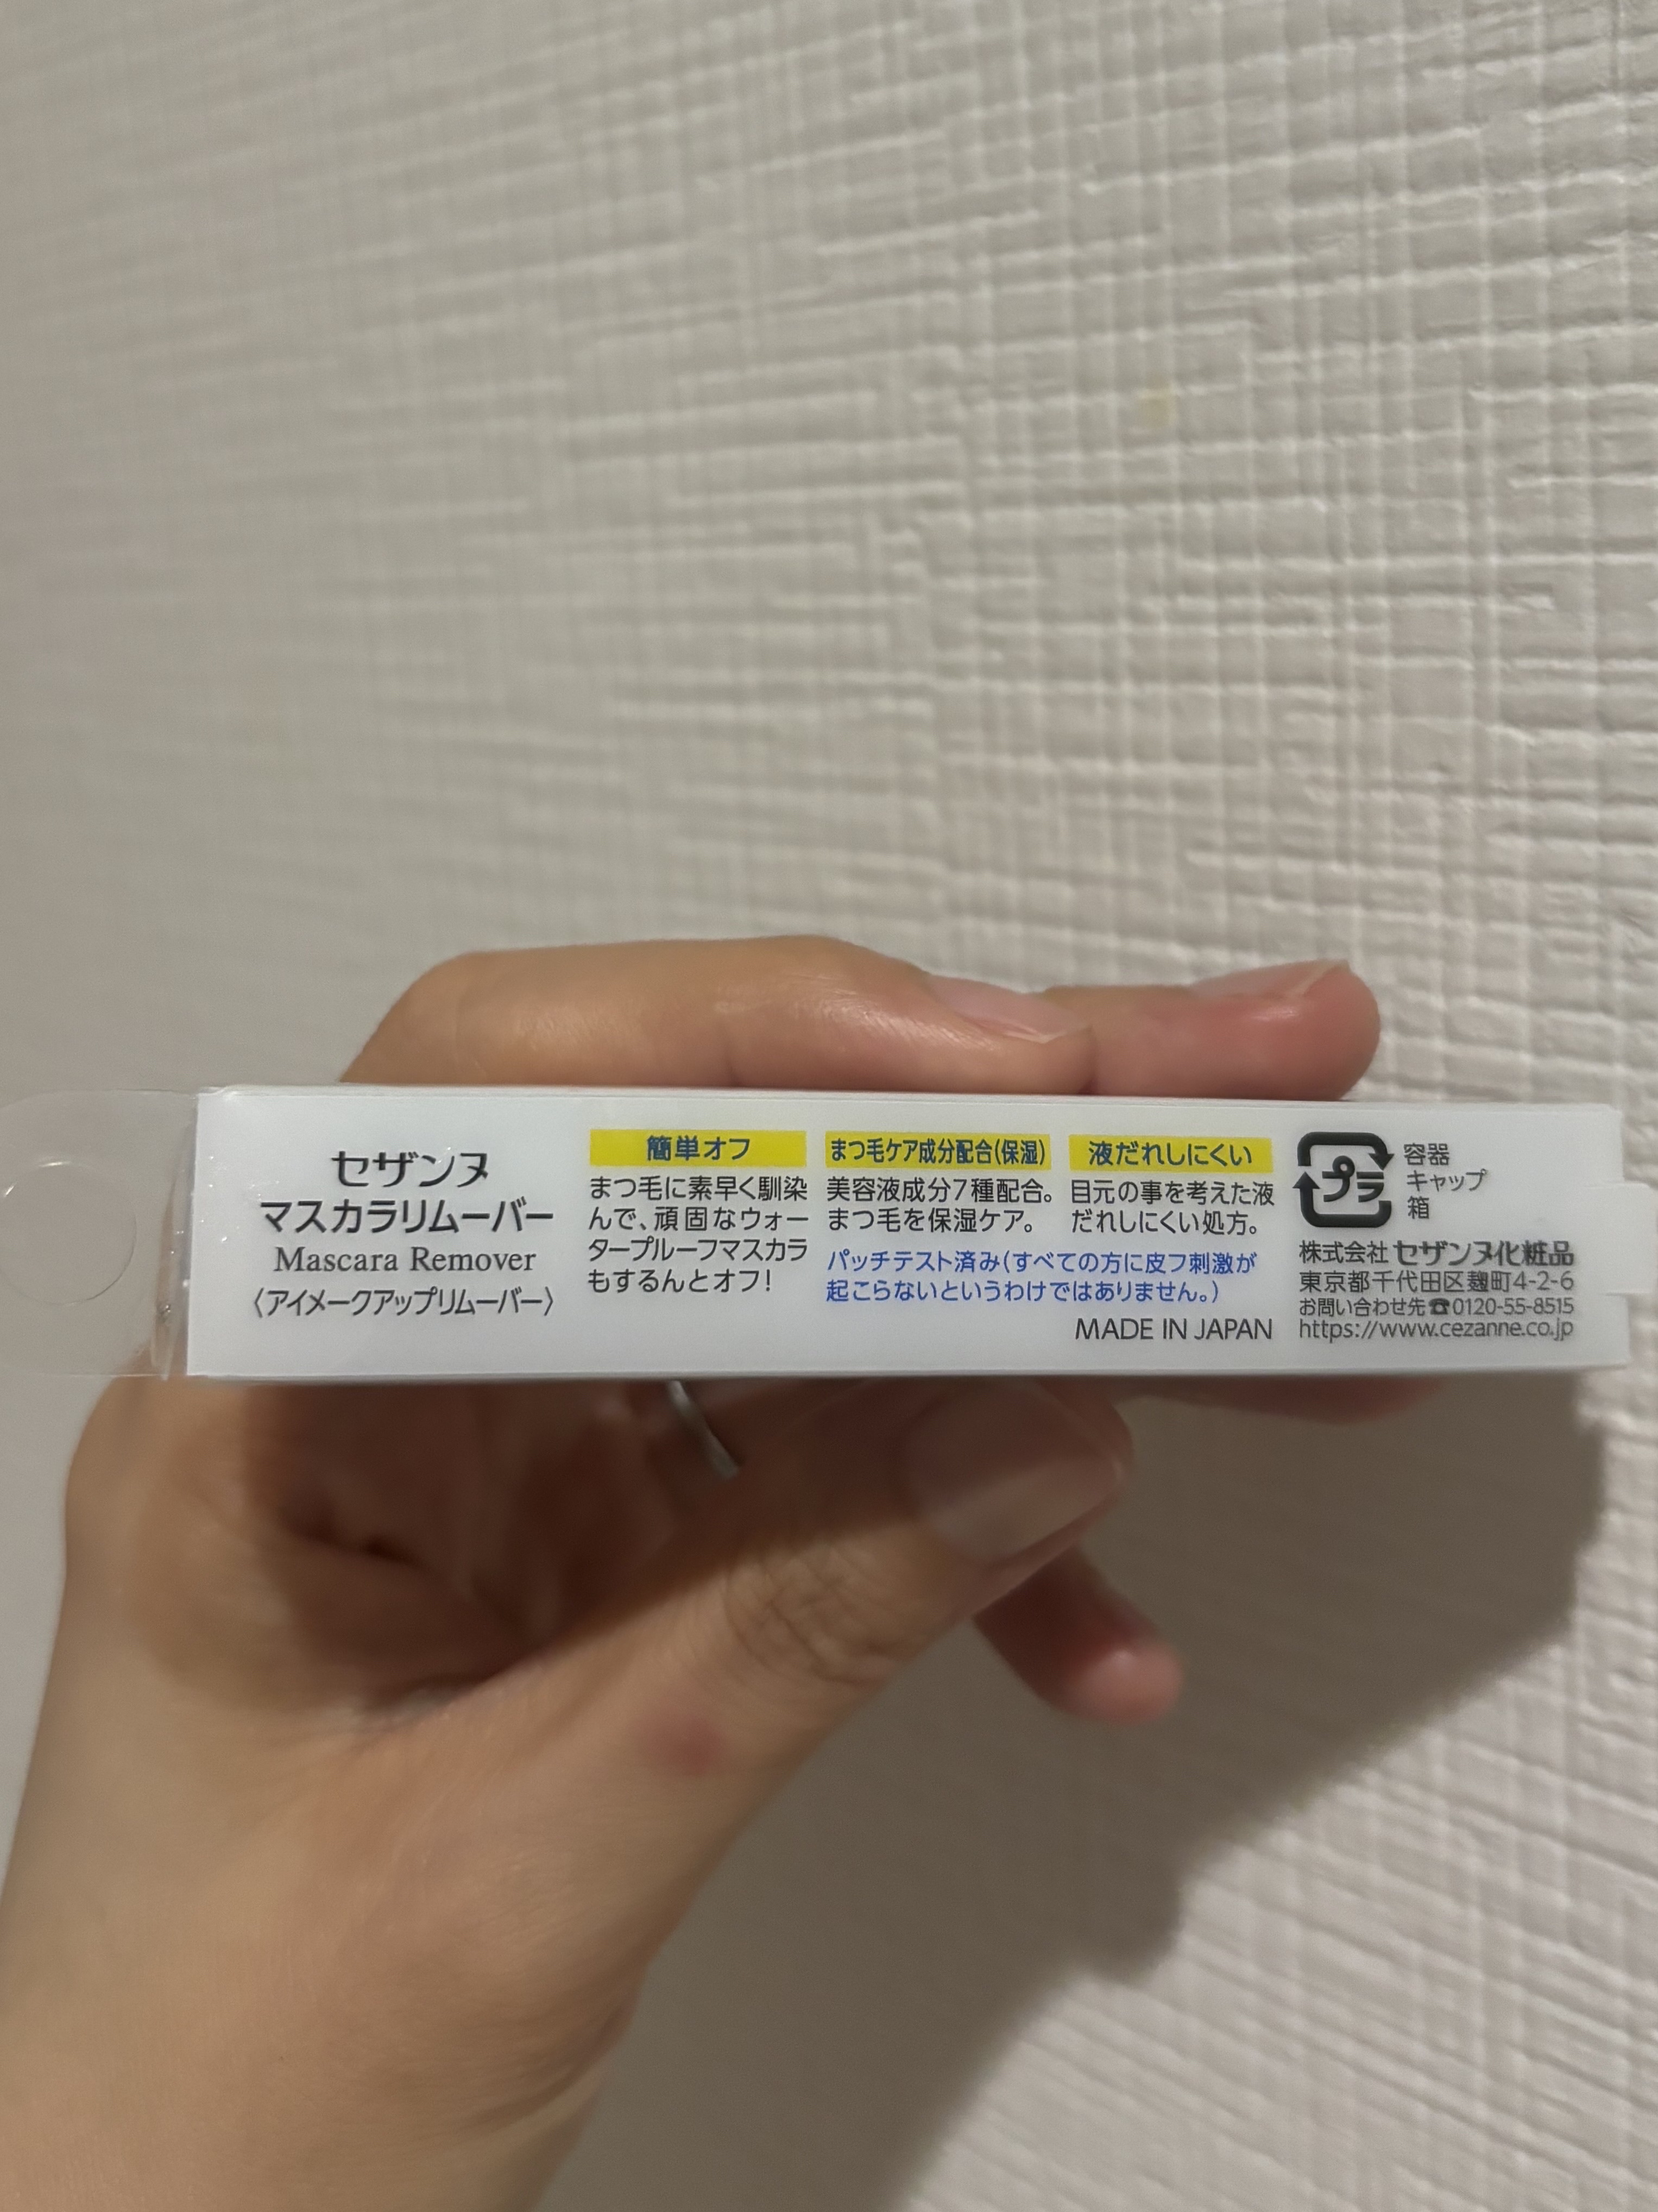 セザンヌ
マスカラリムーバー
Mascara Remover
〈アイメークアップリムーバー〉
簡単オフ
まつ毛に素早く馴染
んで、頑固なウォー
タープルーフマスカラ
もするんとオフ!
まつ毛ケア成分配合(保湿)
美容液成分7種配合。
まつ毛を保湿ケア。
液だれしにくい
目元の事を考えた液
だれしにくい処方。
パッチテスト済み(すべての方に皮フ刺激が
起こらないというわけではありません。)
MADE IN JAPAN
プラ
容器
キャップ
箱
株式会社 セザンヌ化粧品
東京都千代田区麹町4-2-6
お問い合わせ先☎0120-55-8515
https://www.cezanne.co.jp